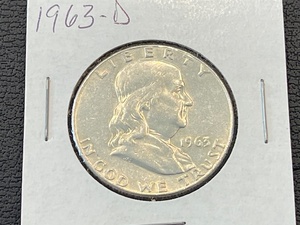 1963-D
LIBERTY
1963
IN GOD WE TRUST